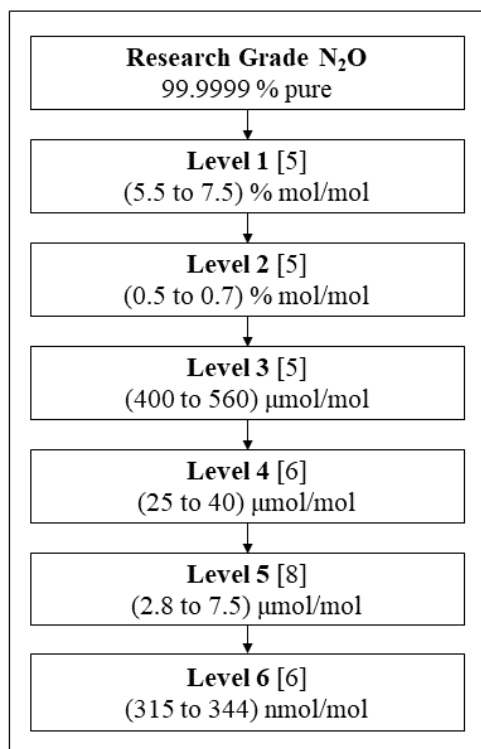 Research Grade N₂O
99.9999 % pure
Level 1 [5]
(5.5 to 7.5) % mol/mol
Level 2 [5]
(0.5 to 0.7) % mol/mol
Level 3 [5]
(400 to 560) μmol/mol
Level 4 [6]
(25 to 40) μmol/mol
Level 5 [8]
(2.8 to 7.5) μmol/mol
Level 6 [6]
(315 to 344) nmol/mol